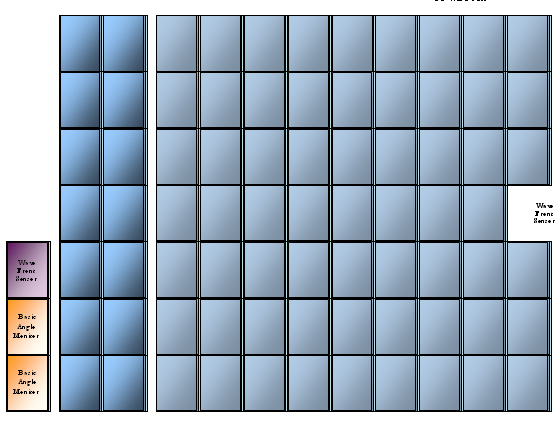 Wave
Front
Sensor
Wave
Front
Sensor
Basic
Angle
Monitor
Basic
Angle
Monitor